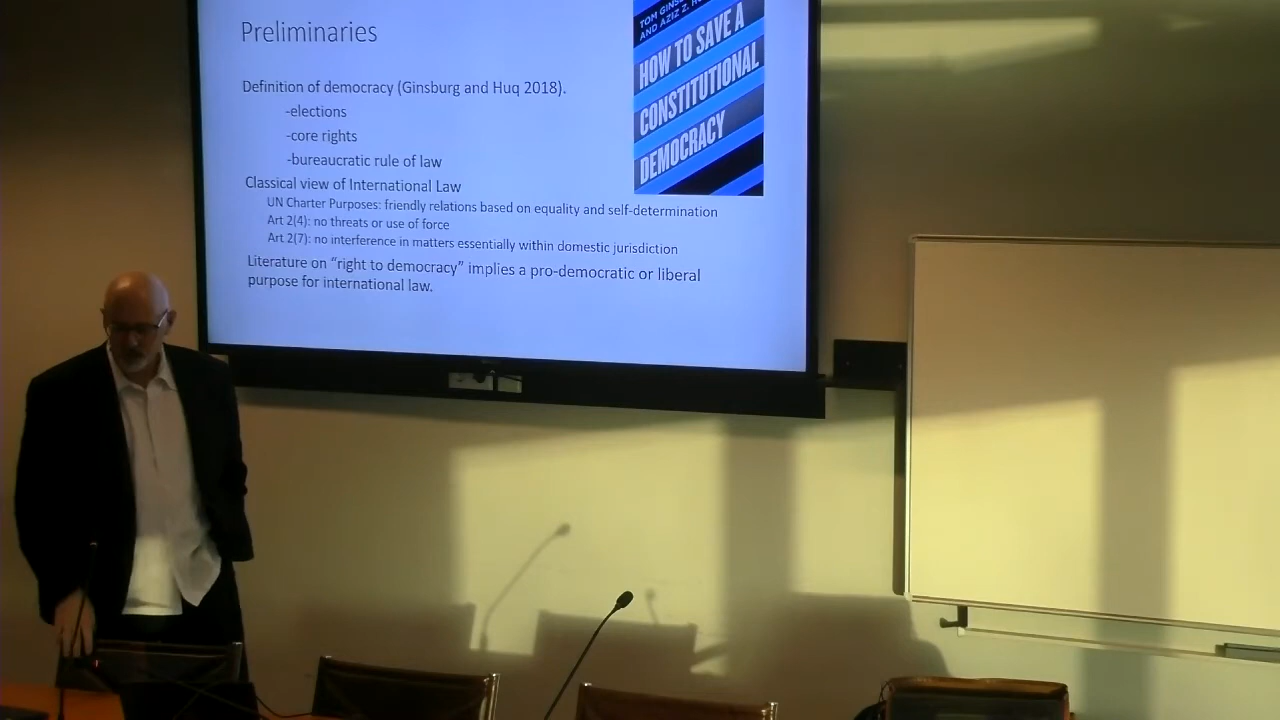 Preliminaries
Definition of democracy (Ginsburg and Huq 2018).
-elections
-core rights
-bureaucratic rule of law
Classical view of International Law
UN Charter Purposes: friendly relations based on equality and self-determination
Art 2(4): no threats or use of force
Art 2(7): no interference in matters essentially within domestic jurisdiction
Literature on “right to democracy” implies a pro-democratic or liberal
purpose for international law.
TOM
AND AZIZ Z.
HOW TO SAVE A
CONSTITUTIONAL
DEMOCRACY